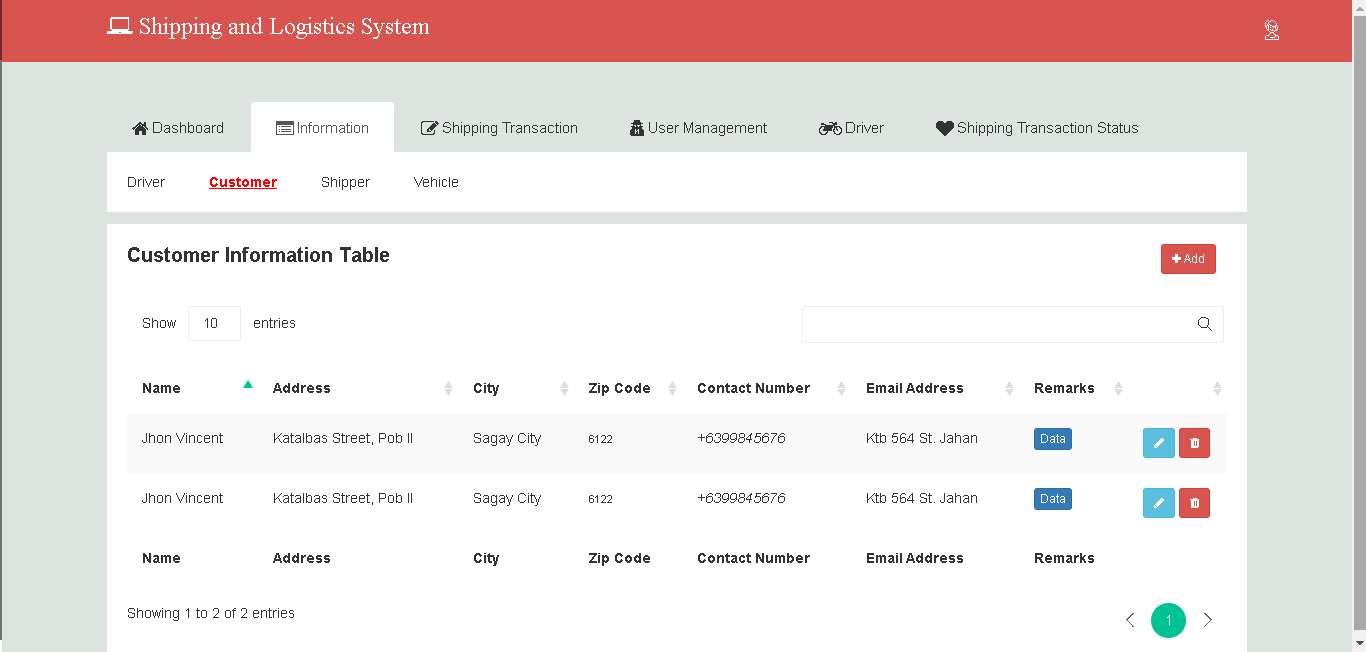 Shipping and Logistics System
Dashboard Information Shipping Transaction User Management Driver Shipping Transaction Status
Driver Customer Shipper Vehicle
Customer Information Table
Add
Show 10 entries
Name Address City Zip Code Contact Number Email Address Remarks
Jhon Vincent Katalbas Street, Pob II Sagay City 6122 +6399845676 Ktb 564 St. Jahan Data
Jhon Vincent Katalbas Street, Pob II Sagay City 6122 +6399845676 Ktb 564 St. Jahan Data
Name Address City Zip Code Contact Number Email Address Remarks
Showing 1 to 2 of 2 entries
1